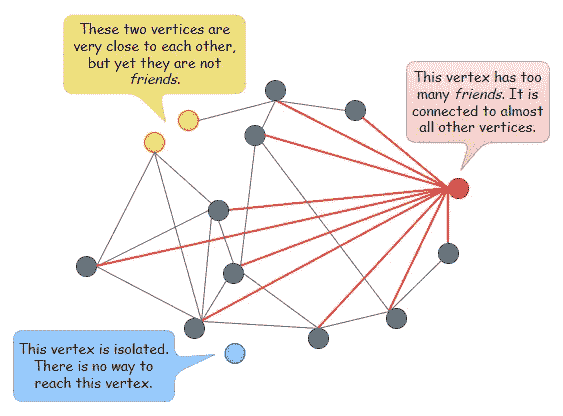 These two vertices are
very close to each other,
but yet they are not
friends.
This vertex has too
many friends. It is
connected to almost
all other vertices.
This vertex is isolated.
There is no way to
reach this vertex.